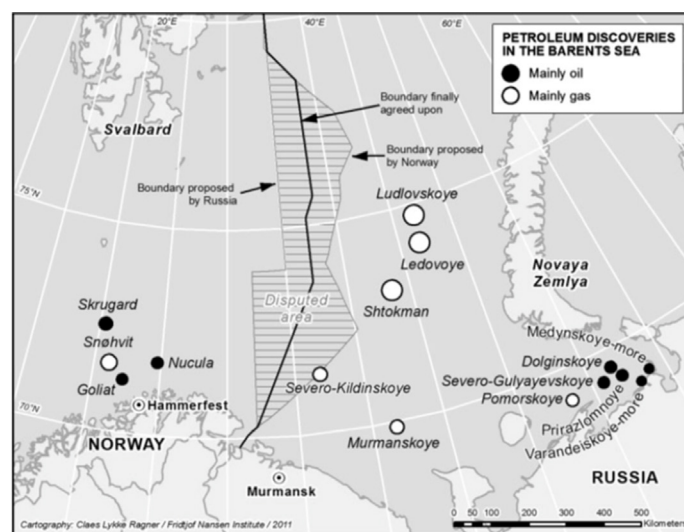 20°E
40°E
60°E
PETROLEUM DISCOVERIES
IN THE BARENTS SEA
Mainly oil
Mainly gas
Svalbard
Boundary finally
agreed upon
Boundary proposed
by Norway
Boundary proposed
by Russia
75°N
Ludlovskoye
Ledovoye
Novaya
Zemlya
Shtokman
Disputed
area
Skrugard
Snøhvit
Nucula
Goliat
Medynskoye-more
Dolginskoye
Severo-Gulyayevskoye
Pomorskoye
Prirazlomnoye
Varandeiskoye-more
Severo-Kildinskoye
70°N
Hammerfest
Murmanskoye
NORWAY
Murmansk
RUSSIA
0 100 200 300 400 500
Kilometers
Cartography: Claes Lykke Ragner / Fridtjof Nansen Institute / 2011